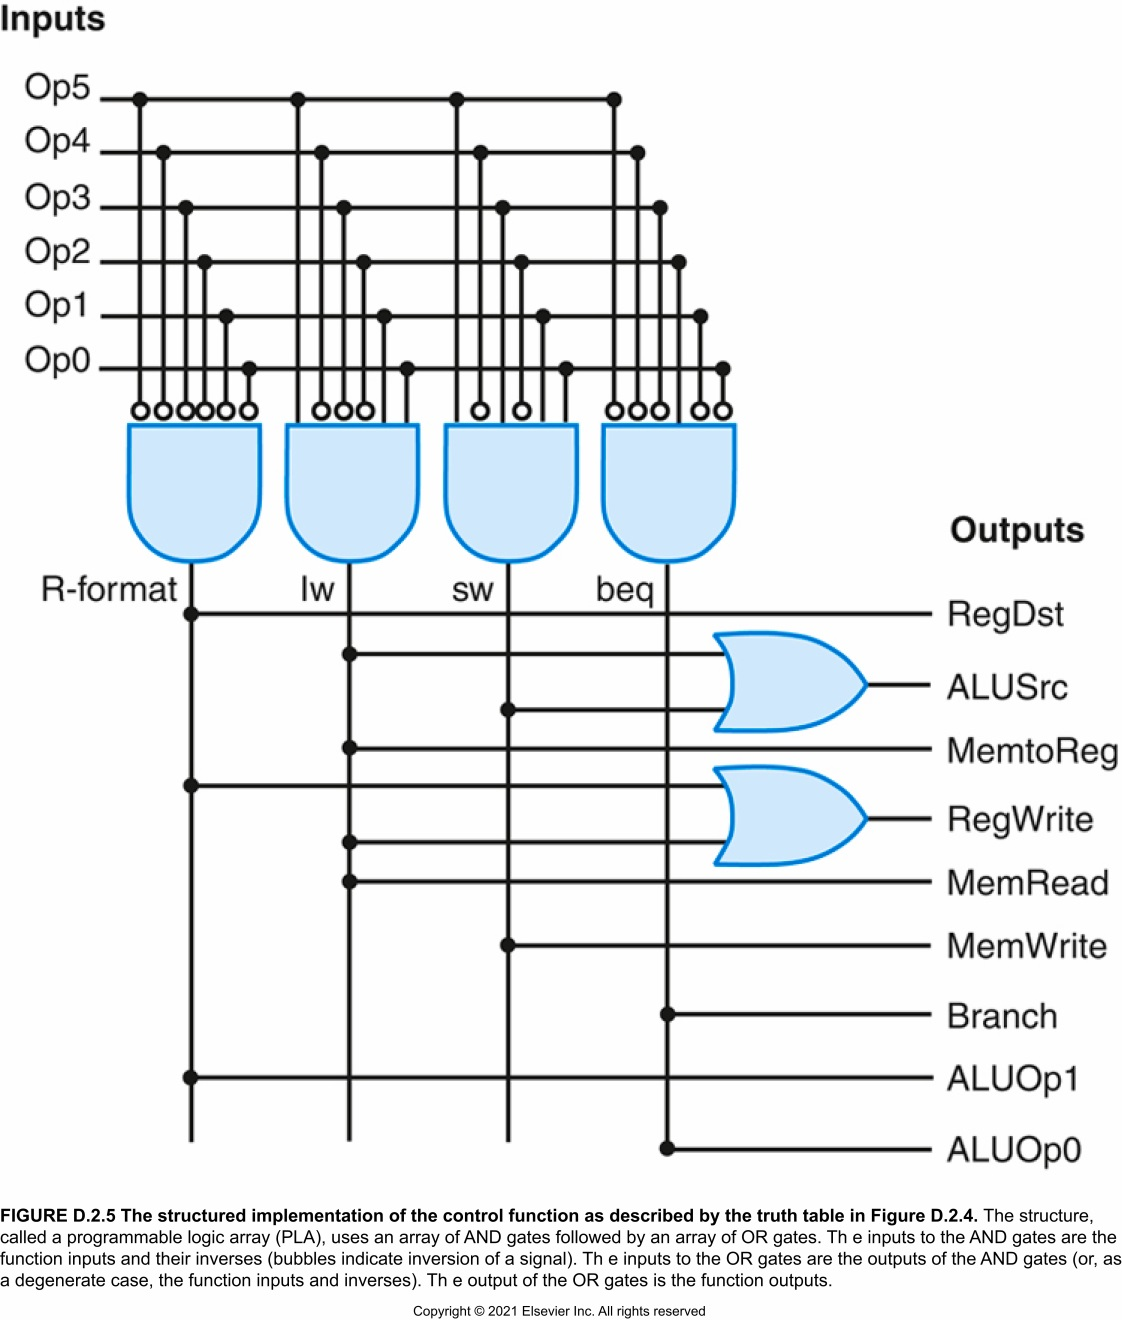 Inputs
Op5
Op4
Op3
Op2
Op1
Op0
Outputs
R-format
lw
sw
beq
RegDst
ALUSrc
MemtoReg
RegWrite
MemRead
MemWrite
Branch
ALUOp1
ALUOp0
FIGURE D.2.5 The structured implementation of the control function as described by the truth table in Figure D.2.4. The structure,
called a programmable logic array (PLA), uses an array of AND gates followed by an array of OR gates. Th e inputs to the AND gates are the
function inputs and their inverses (bubbles indicate inversion of a signal). Th e inputs to the OR gates are the outputs of the AND gates (or, as
a degenerate case, the function inputs and inverses). Th e output of the OR gates is the function outputs.
Copyright © 2021 Elsevier Inc. All rights reserved